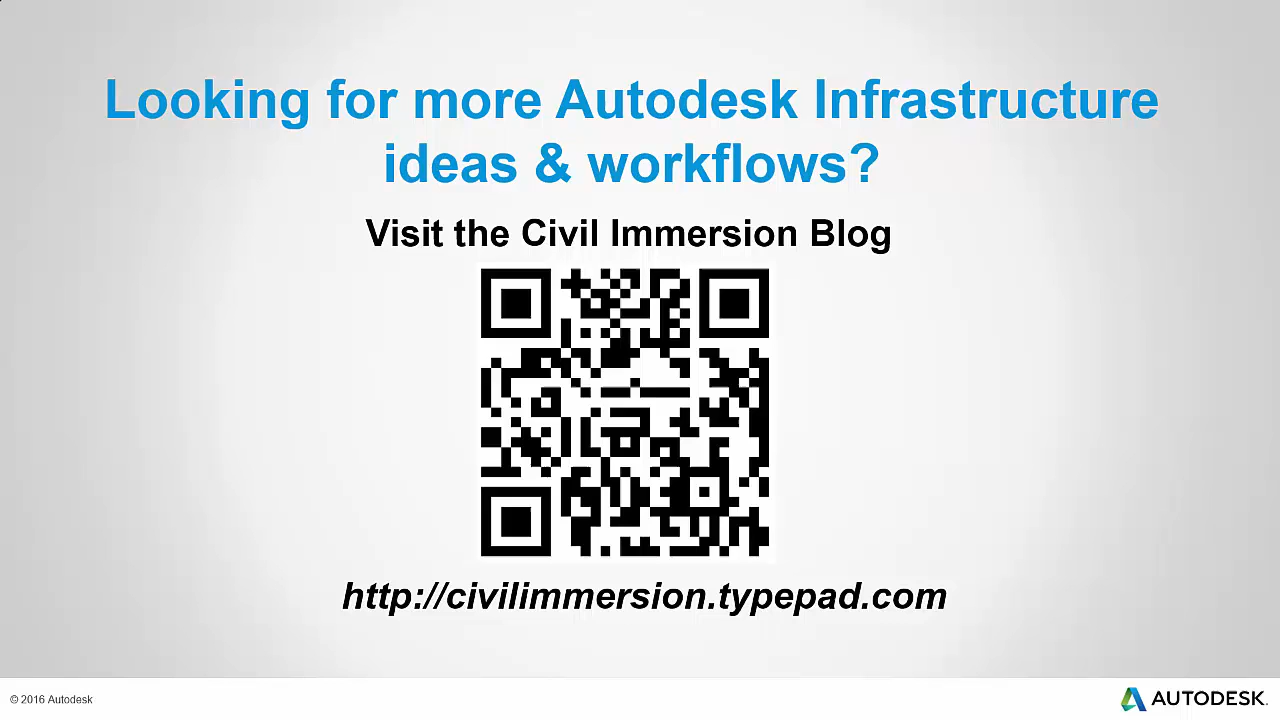 Looking for more Autodesk Infrastructure
ideas & workflows?
Visit the Civil Immersion Blog
http://civilimmersion.typepad.com
© 2016 Autodesk
AUTODESK.